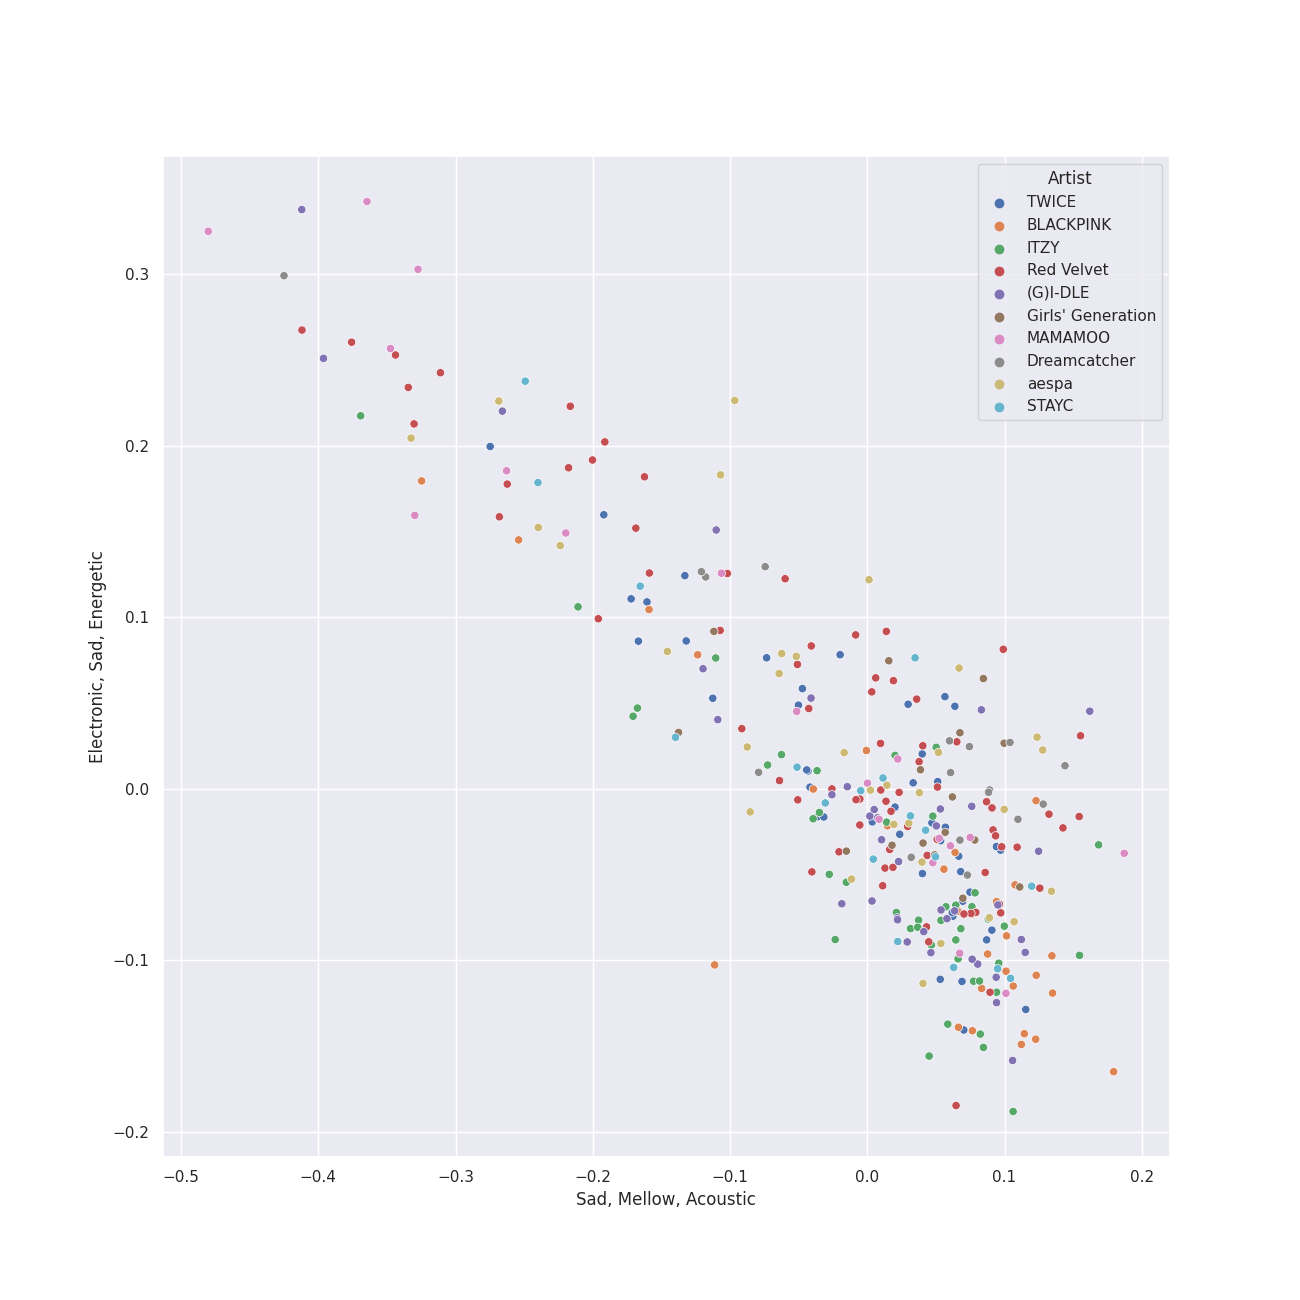 Artist
TWICE
BLACKPINK
ITZY
Red Velvet
(G)I-DLE
Girls' Generation
MAMAMOO
Dreamcatcher
aespa
STAYC
Electronic, Sad, Energetic
0.3
0.2
0.1
0.0
−0.1
−0.2
−0.5 −0.4 −0.3 −0.2 −0.1 0.0 0.1 0.2
Sad, Mellow, Acoustic